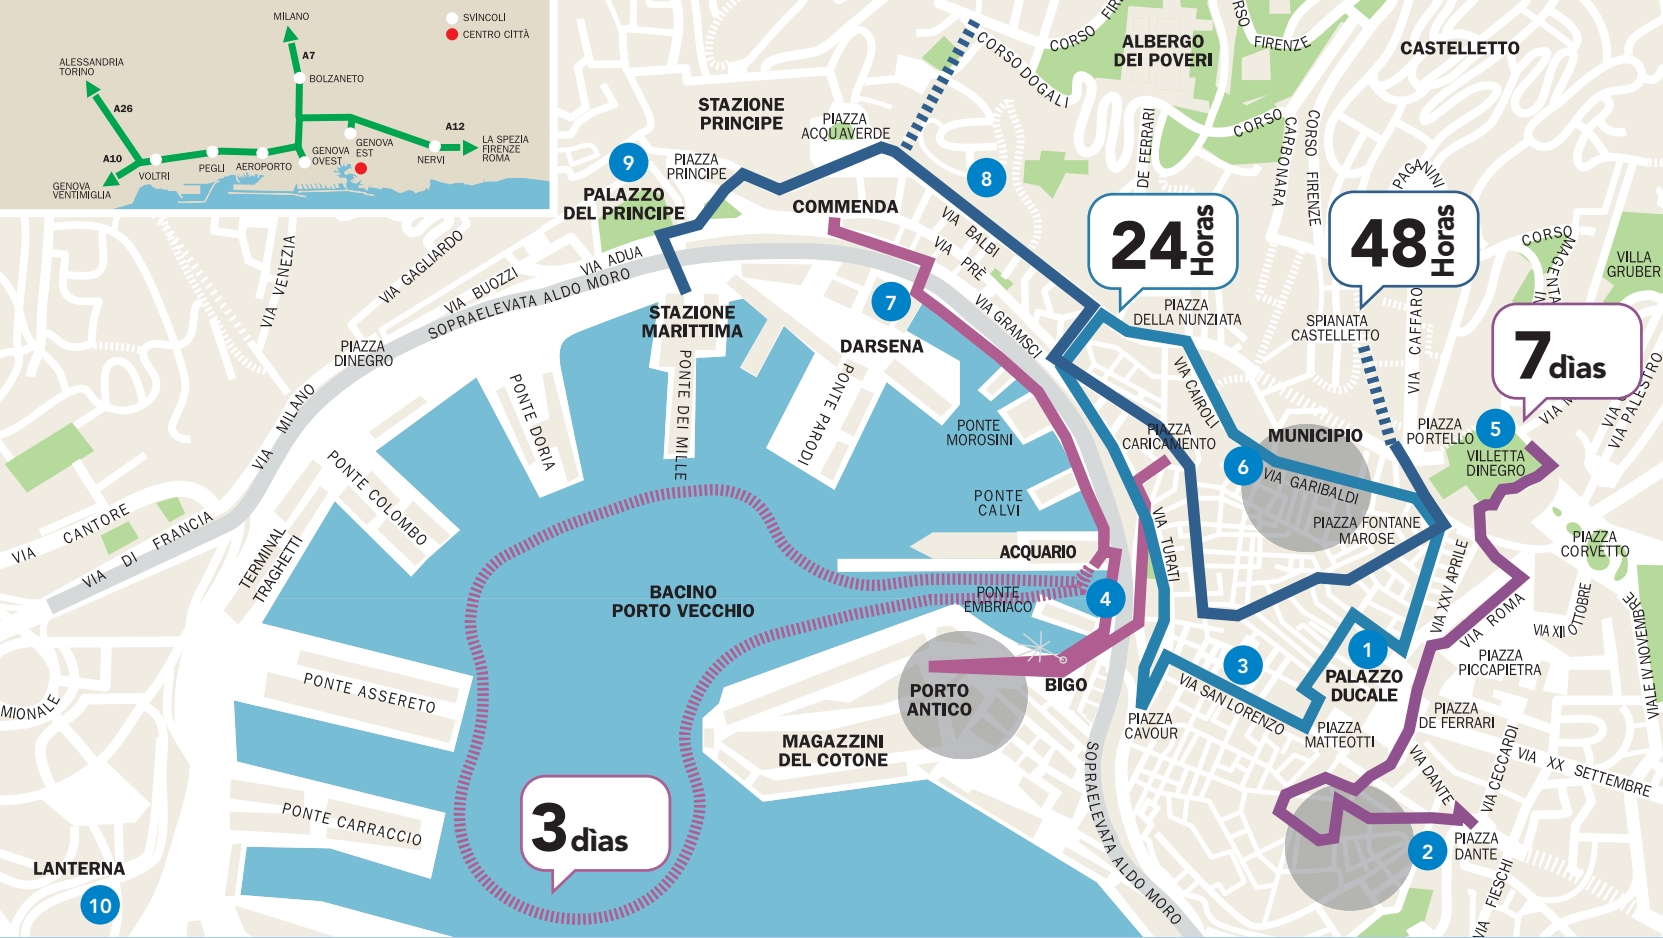 MILANO
SVINCOLI
CENTRO CITTÀ
A7
ALESSANDRIA
TORINO
BOLZANETO
A26
A12
LA SPEZIA
FIRENZE
ROMA
A10
GENOVA
OVEST
GENOVA
EST
NERVI
VOLTRI
PEGLI
AEROPORTO
GENOVA
VENTIMIGLIA
CORSO
CORSO DOGALI
ALBERGO
DEI POVERI
FIRENZE
CASTELLETTO
STAZIONE
PRINCIPE
PIAZZA
ACQUAVERDE
CORSO
CARBONARA
CORSO FIRENZE
DE FERRARI
PAGANINI
9
PIAZZA
PRINCIPE
8
PALAZZO
DEL PRINCIPE
COMMENDA
VIA BALBI
VIA PRÈ
24
Horas
48
Horas
CORSO
MAGENTA
VILLA
GRUBER
VIA VENEZIA
VIA GAGLIARDO
VIA BUOZZI
VIA ADUA
SOPRAELEVATA ALDO MORO
7
VIA GRAMSCI
PIAZZA
DELLA NUNZIATA
SPIANATA
CASTELLETTO
VIA CAFFARO
7 dìas
STAZIONE
MARITTIMA
DARSENA
PIAZZA
DINEGRO
PONTE DEI MILLE
PONTE PARODI
PONTE DORIA
VIA MILANO
VIA CAIROLI
VIA PALESTRO
PONTE
MOROSINI
PIAZZA
CARICAMENTO
MUNICIPIO
PIAZZA
PORTELLO
5
VILLETTA
DINEGRO
6
VIA GARIBALDI
PONTE COLOMBO
PONTE
CALVI
VIA CANTORE
VIA DI FRANCIA
TERMINAL
TRAGHETTI
VIA TURATI
PIAZZA FONTANE
MAROSE
PIAZZA
CORVETTO
ACQUARIO
BACINO
PORTO VECCHIO
PONTE
EMBRIACO
4
VIA XXV APRILE
VIA ROMA
VIA XII OTTOBRE
VIALE IV NOVEMBRE
1
3
PIAZZA
PICCAPIETRA
PALAZZO
DUCALE
PONTE ASSERETO
PORTO
ANTICO
BIGO
VIA SAN LORENZO
PIAZZA
CAVOUR
PIAZZA
MATTEOTTI
PIAZZA
DE FERRARI
MIONALE
MAGAZZINI
DEL COTONE
SOPRAELEVATA ALDO MORO
VIA DANTE
VIA CECCARDI
VIA XX SETTEMBRE
PONTE CARRACCIO
3 dìas
2
PIAZZA
DANTE
VIA FIESCHI
LANTERNA
10